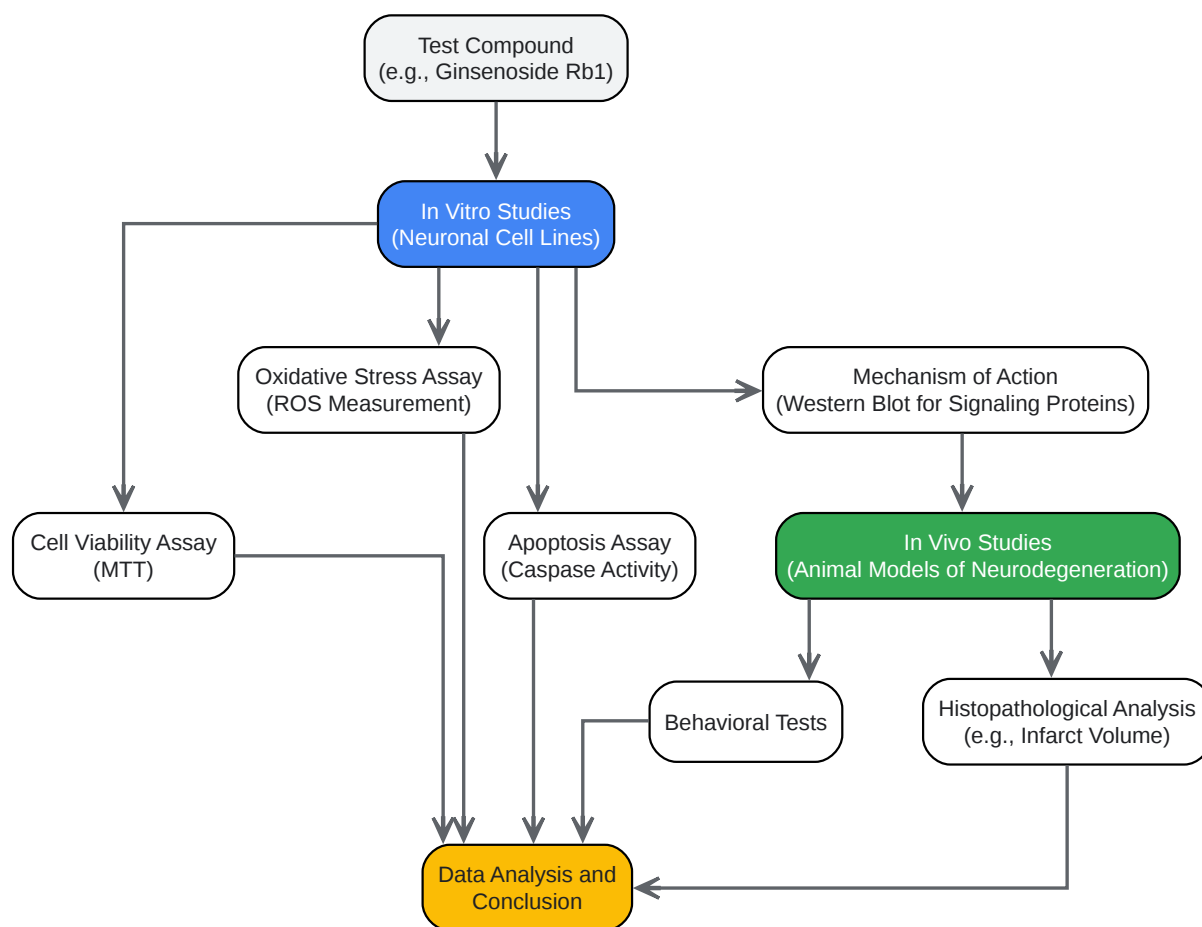 Test Compound
(e.g., Ginsenoside Rb1)
In Vitro Studies
(Neuronal Cell Lines)
Oxidative Stress Assay
(ROS Measurement)
Mechanism of Action
(Western Blot for Signaling Proteins)
Cell Viability Assay
(MTT)
Apoptosis Assay
(Caspase Activity)
In Vivo Studies
(Animal Models of Neurodegeneration)
Behavioral Tests
Histopathological Analysis
(e.g., Infarct Volume)
Data Analysis and
Conclusion